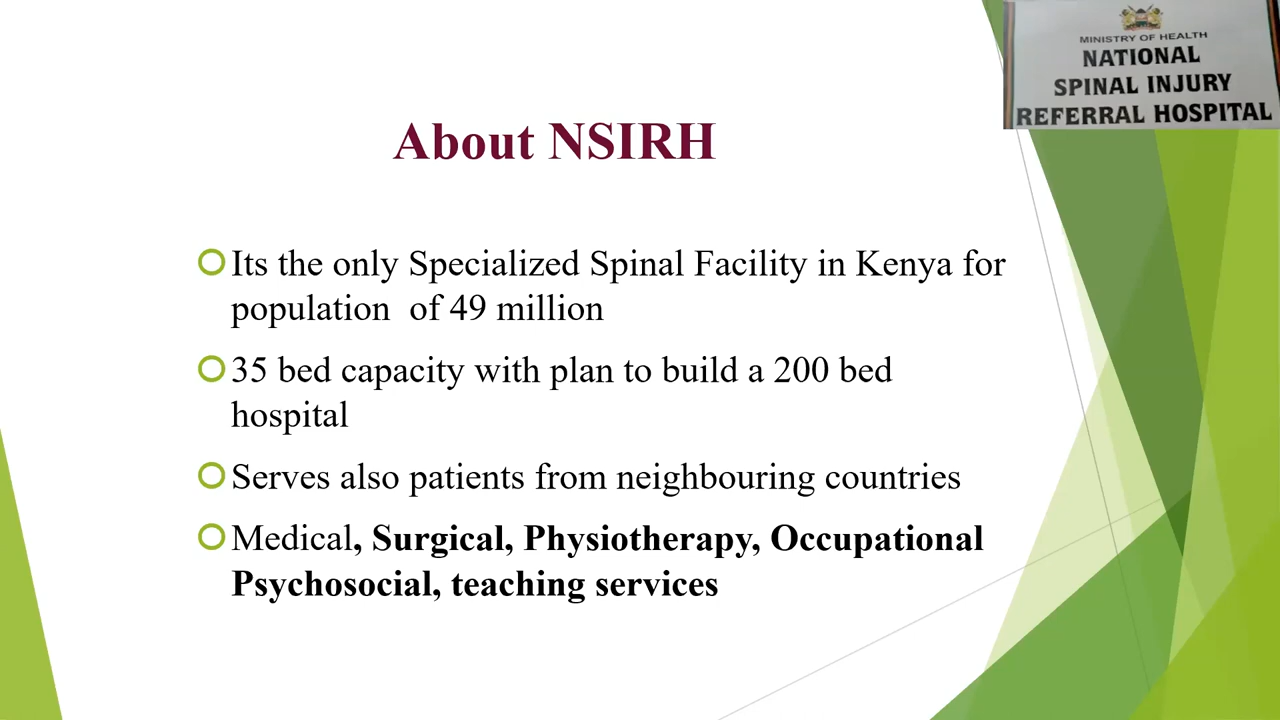 MINISTRY OF HEALTH
NATIONAL
SPINAL INJURY
REFERRAL HOSPITAL
About NSIRH
Its the only Specialized Spinal Facility in Kenya for
population of 49 million
35 bed capacity with plan to build a 200 bed
hospital
Serves also patients from neighbouring countries
Medical, Surgical, Physiotherapy, Occupational
Psychosocial, teaching services